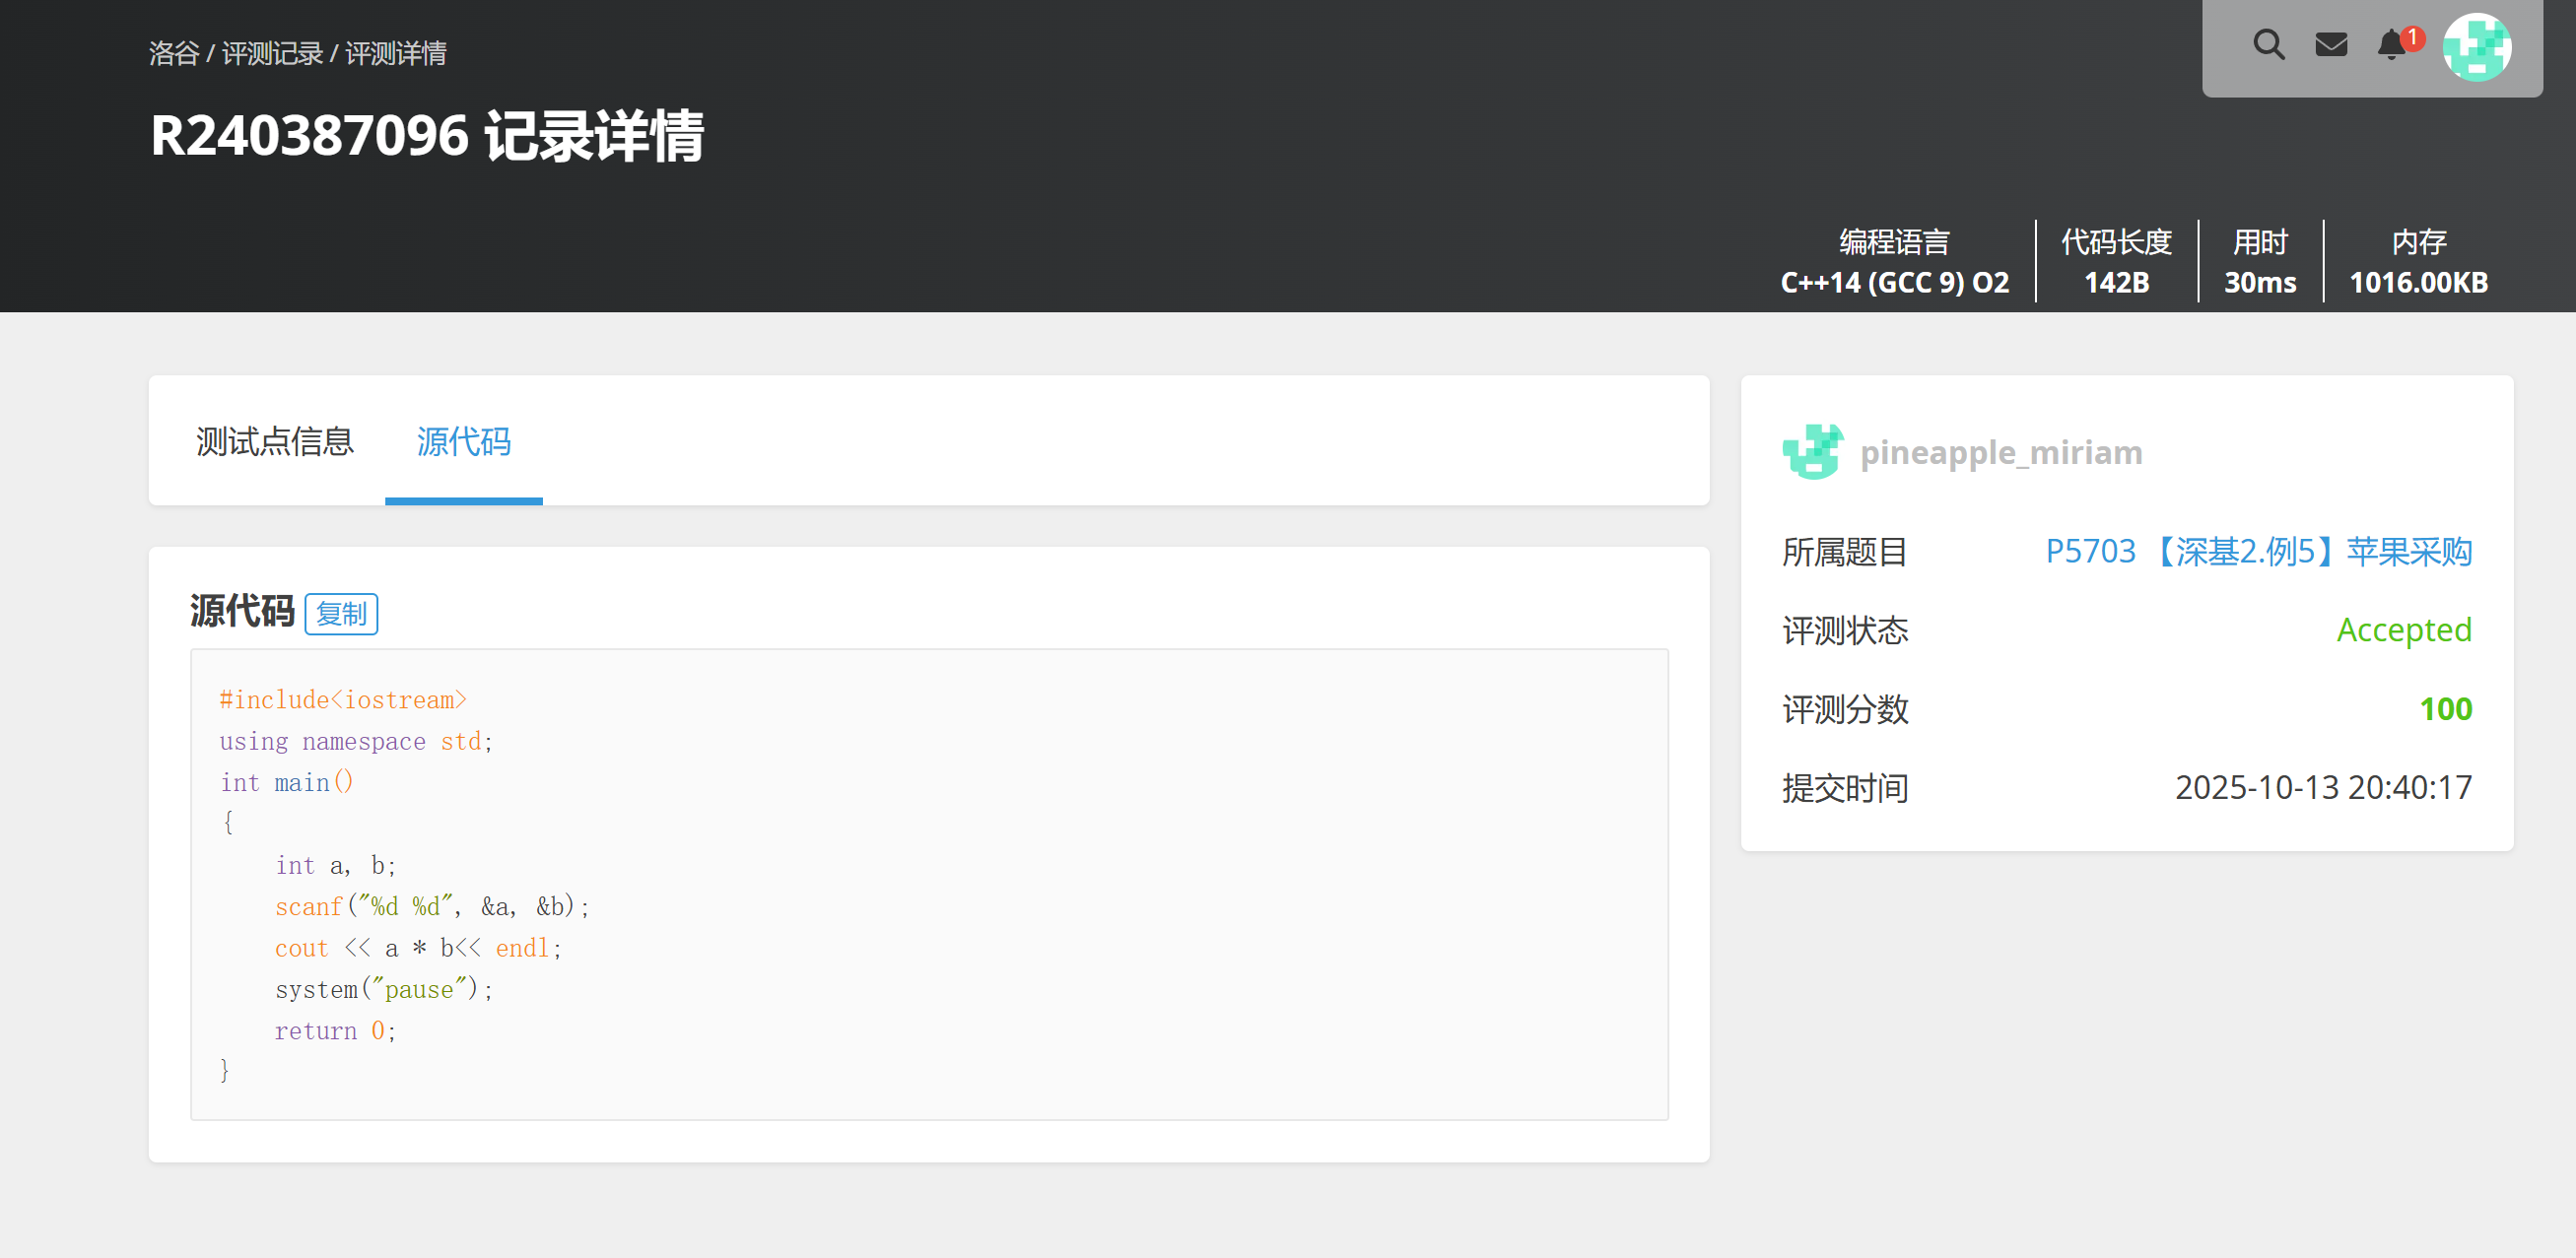 洛谷 / 评测记录 / 评测详情
1
R240387096 记录详情
编程语言
C++14 (GCC 9) O2
代码长度
142B
用时
30ms
内存
1016.00KB
测试点信息
源代码
源代码 复制
#include<iostream>
using namespace std;
int main()
{
    int a, b;
    scanf("%d %d", &a, &b);
    cout << a * b<< endl;
    system("pause");
    return 0;
}
pineapple_miriam
所属题目 P5703 【深基2.例5】苹果采购
评测状态 Accepted
评测分数 100
提交时间 2025-10-13 20:40:17